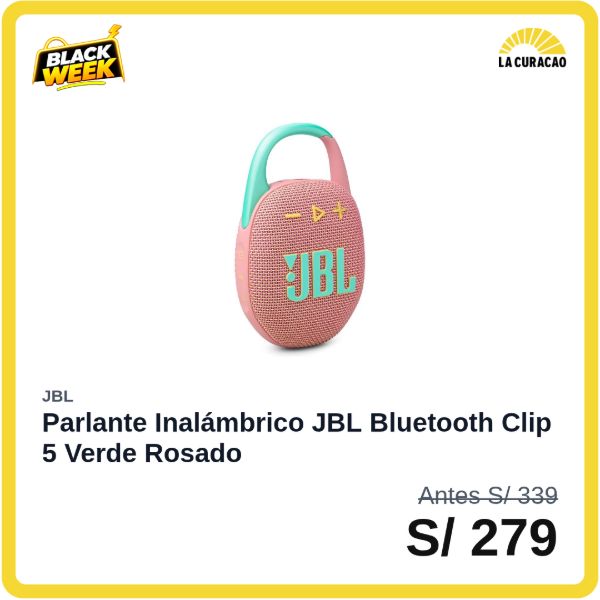 BLACK
WEEK
LA CURACAO
JBL
JBL
Parlante Inalámbrico JBL Bluetooth Clip
5 Verde Rosado
Antes S/ 339
S/ 279